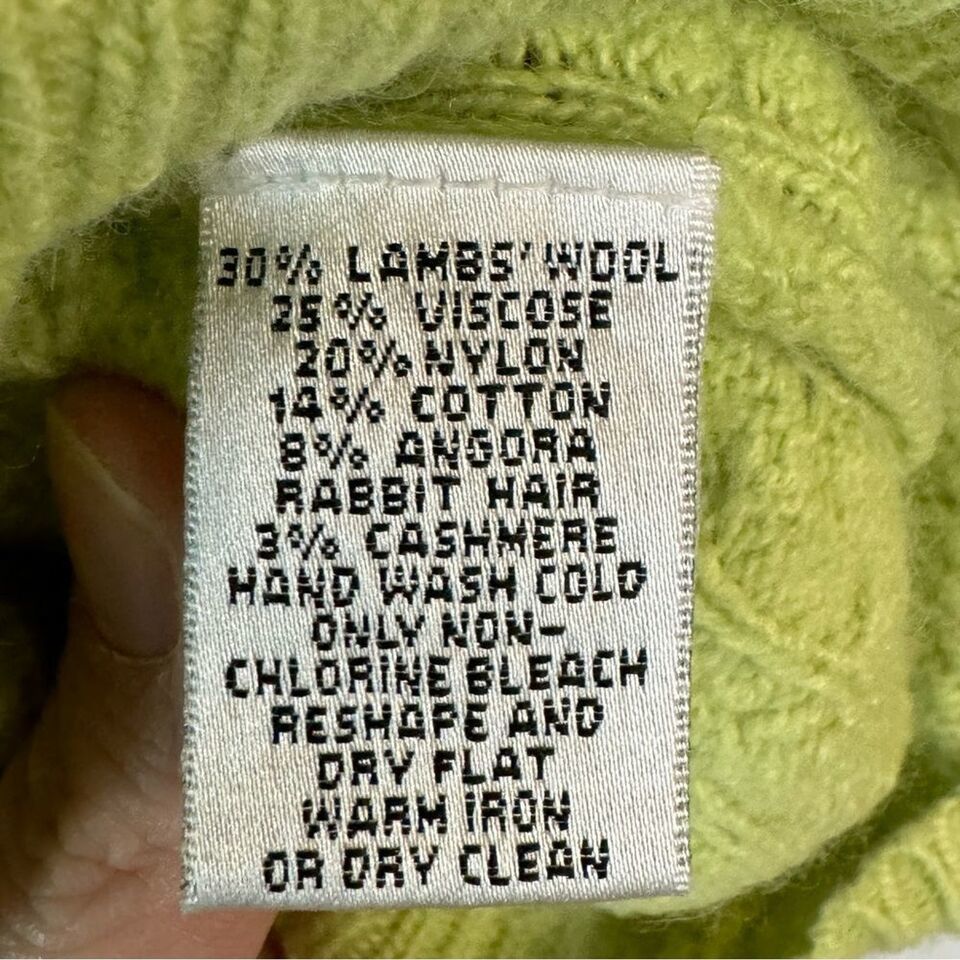 30% LAMBS' WOOL
25% VISCOSE
20% NYLON
14% COTTON
8% ANGORA
RABBIT HAIR
3% CASHMERE
HAND WASH COLD
ONLY NON-
CHLORINE BLEACH
RESHAPE AND
DRY FLAT
WARM IRON
OR DRY CLEAN